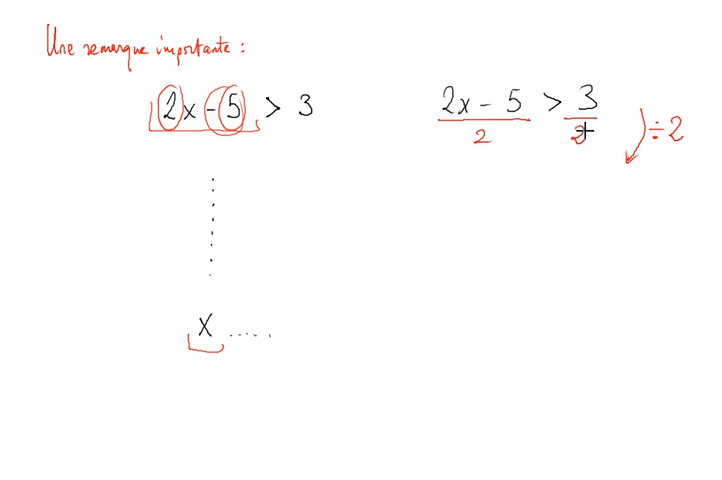 Une remarque importante :
2x - 5 > 3
2x - 5 > 3
2 2 ÷ 2
x ......